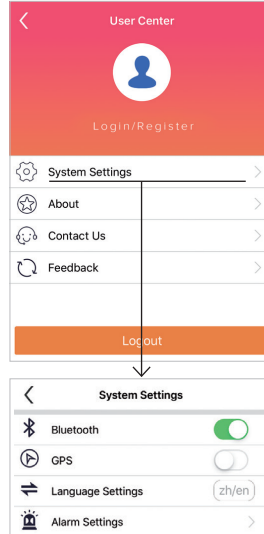 User Center
Login/Register
System Settings
About
Contact Us
Feedback
Logout
System Settings
Bluetooth
GPS
Language Settings
zh/en
Alarm Settings